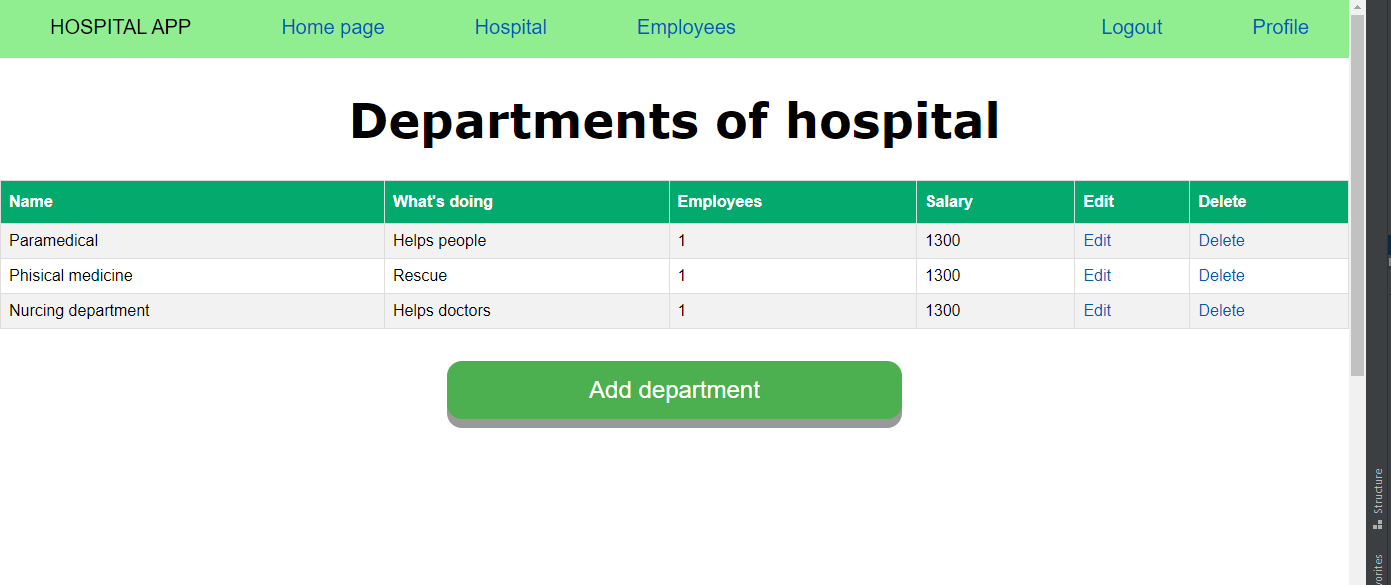 HOSPITAL APP Home page Hospital Employees Logout Profile
Departments of hospital
Name What's doing Employees Salary Edit Delete
Paramedical Helps people 1 1300 Edit Delete
Phisical medicine Rescue 1 1300 Edit Delete
Nurcing department Helps doctors 1 1300 Edit Delete
Add department
Structure